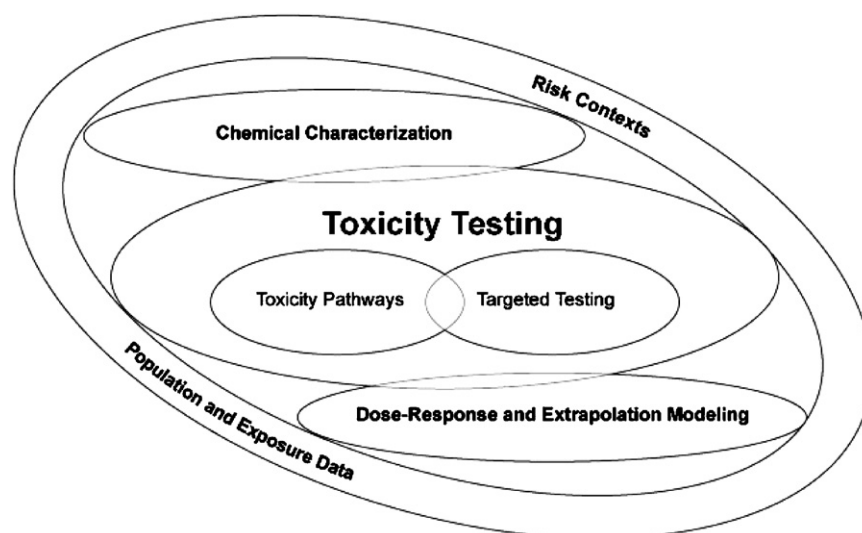 Risk Contexts
Chemical Characterization
Toxicity Testing
Toxicity Pathways
Targeted Testing
Population and Exposure Data
Dose-Response and Extrapolation Modeling